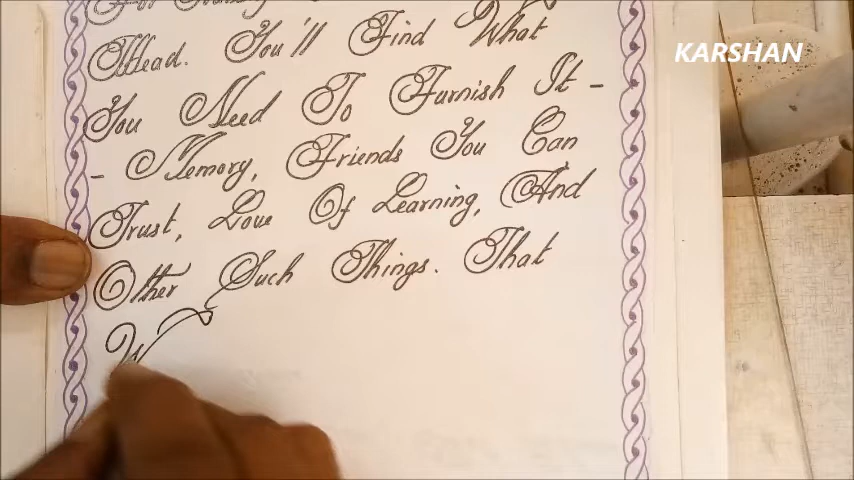 KARSHAN
Head. You'll Find What
You Need To Furnish It -
- Memory, Friends You Can
Trust, Love Of Learning, And
Other Such Things. That
W